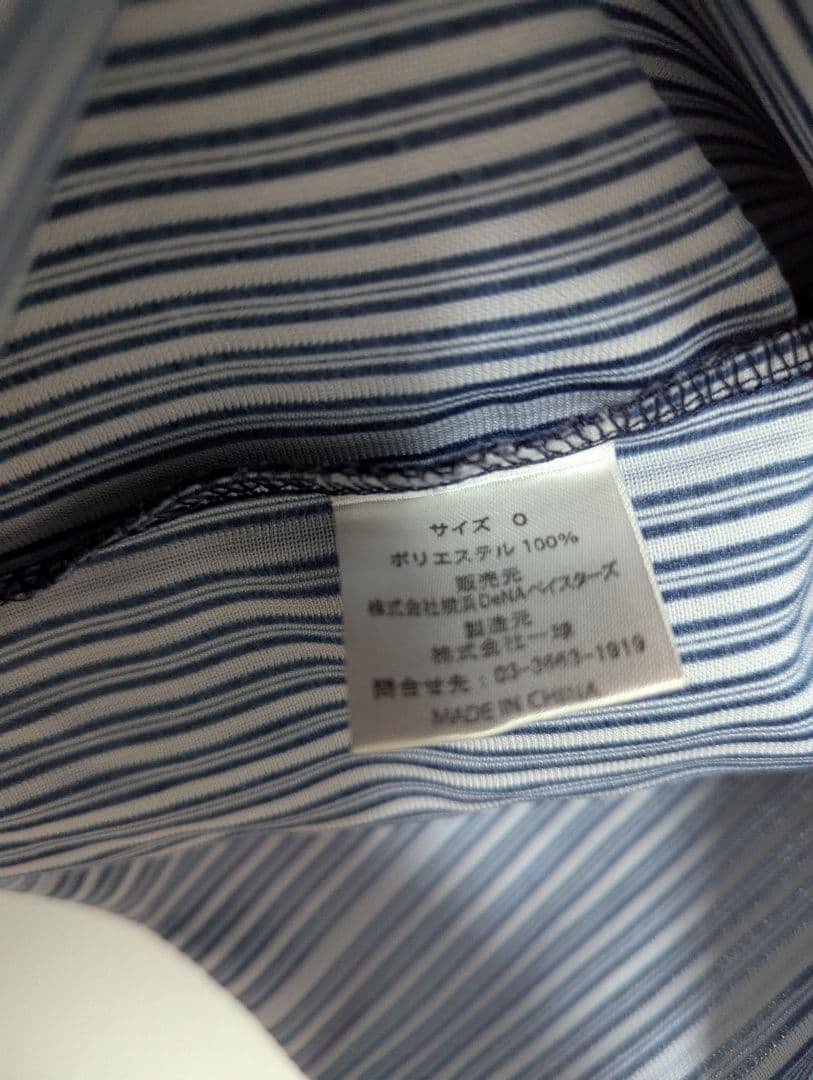 サイズ O
ポリエステル 100%
販売元
株式会社横浜DeNAベイスターズ
製造元
株式会社一球
問合せ先：03-3663-1919
MADE IN CHINA